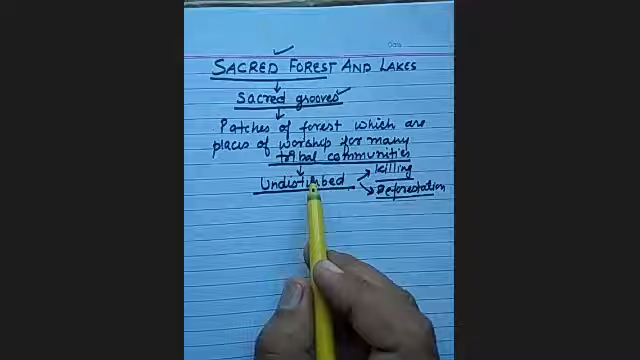 Date
SACRED FOREST AND LAKES
Sacred grooves
Patches of forest which are
places of worship for many
tribal communities
Undisturbed
Killing
Deforestation